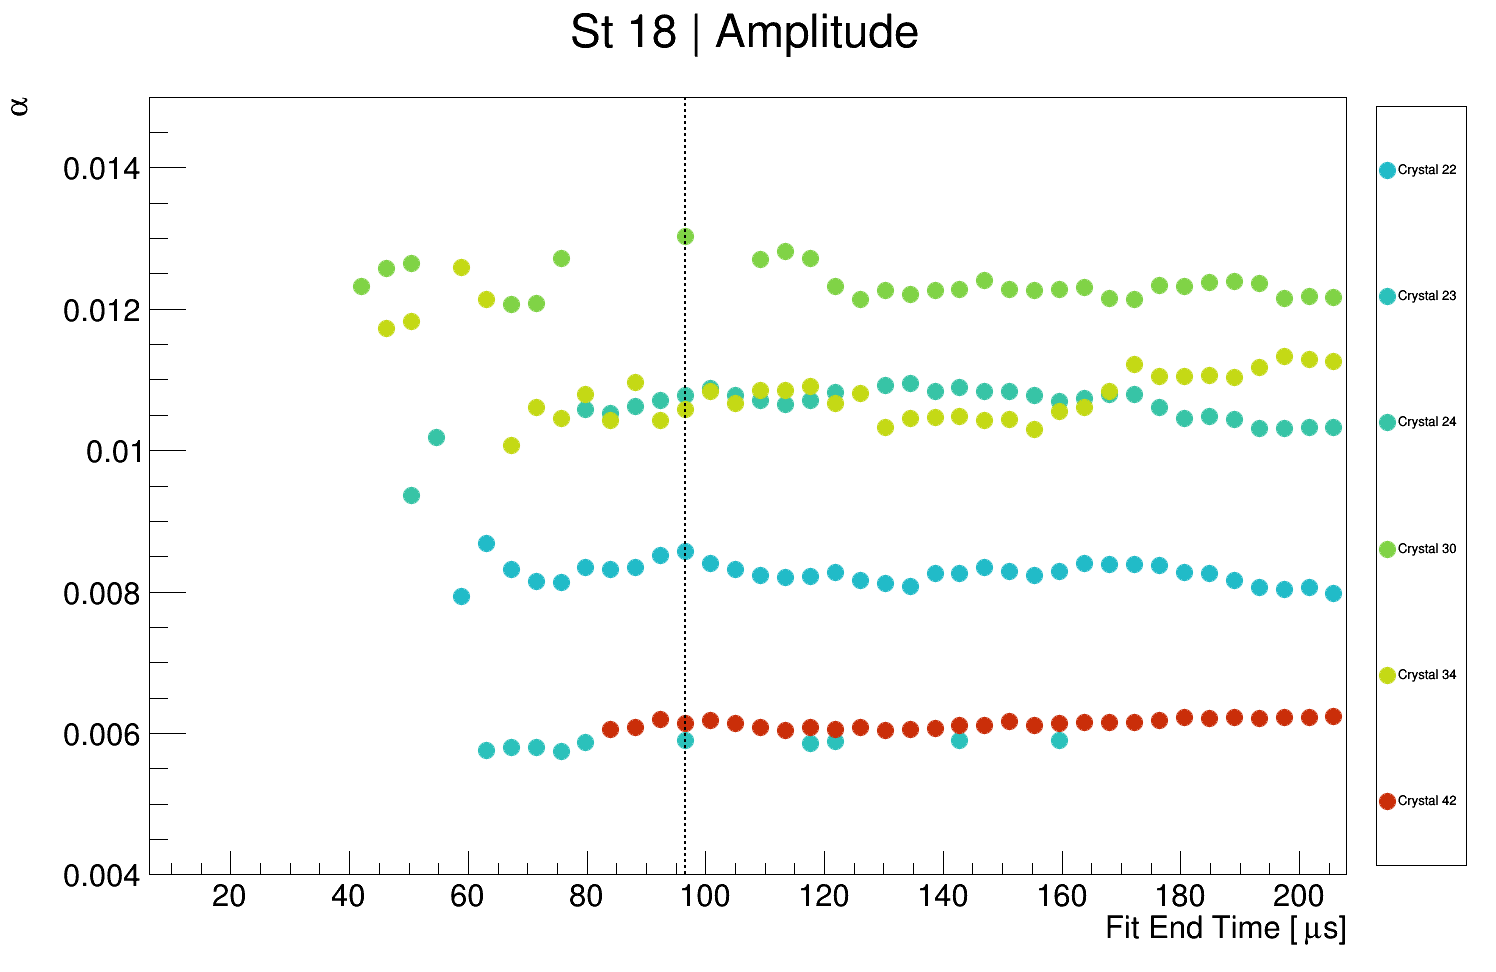 St 18 | Amplitude
α
0.014
0.012
0.01
0.008
0.006
0.004
20 40 60 80 100 120 140 160 180 200
Fit End Time [μs]
Crystal 22
Crystal 23
Crystal 24
Crystal 30
Crystal 34
Crystal 42